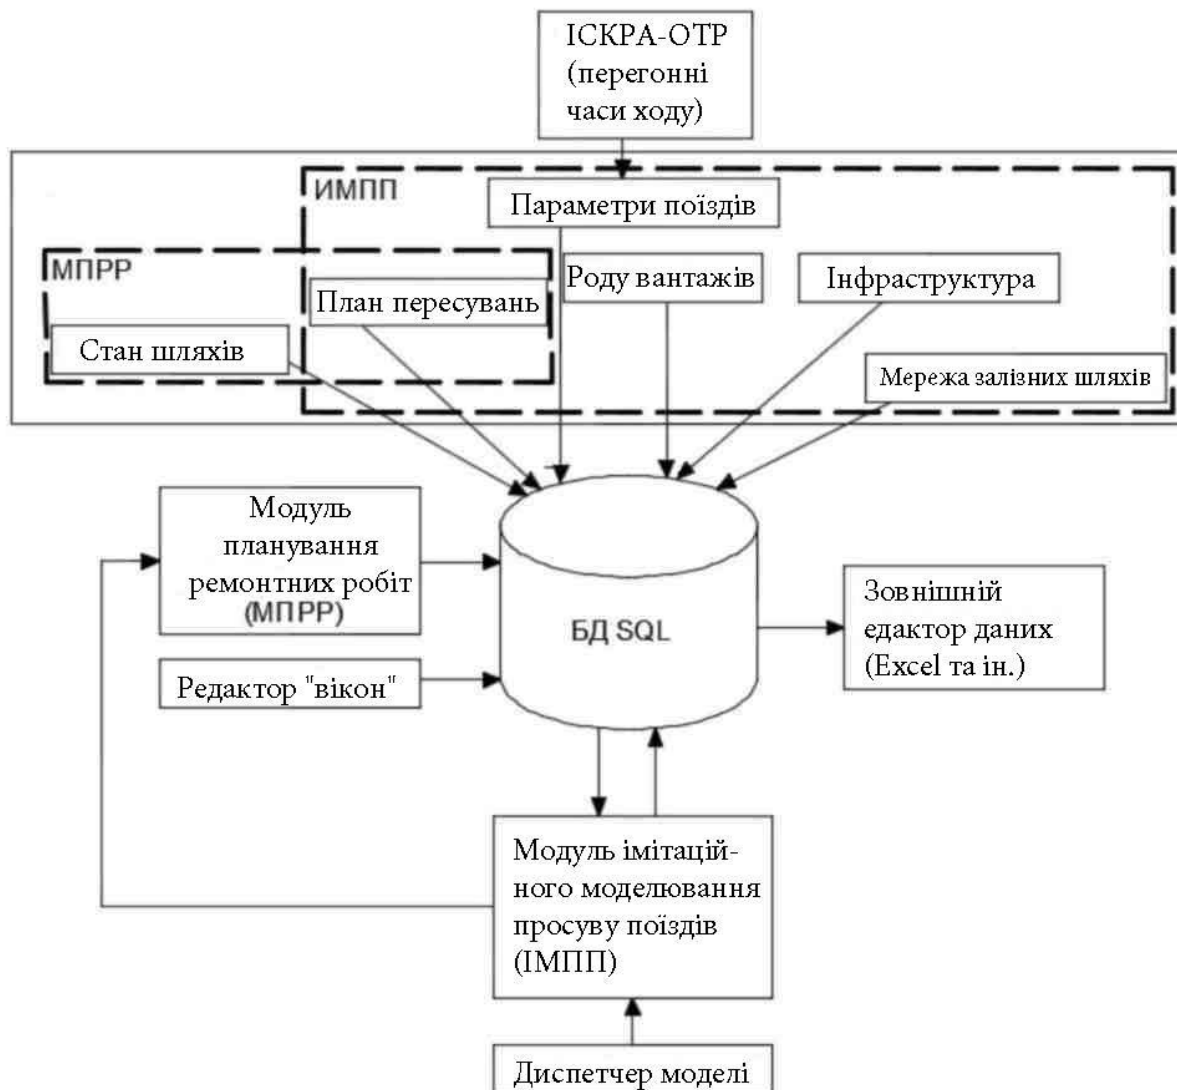 ІСКРА-ОТР
(перегонні
часи ходу)
ИМПП
Параметри поїздів
МПРР
План пересувань
Роду вантажів
Інфраструктура
Стан шляхів
Мережа залізних шляхів
Модуль
планування
ремонтних робіт
(МПРР)
Редактор "вікон"
БД SQL
Зовнішній
едактор даних
(Excel та ін.)
Модуль імітацій-
ного моделювання
просуву поїздів
(ІМПП)
Диспетчер моделі